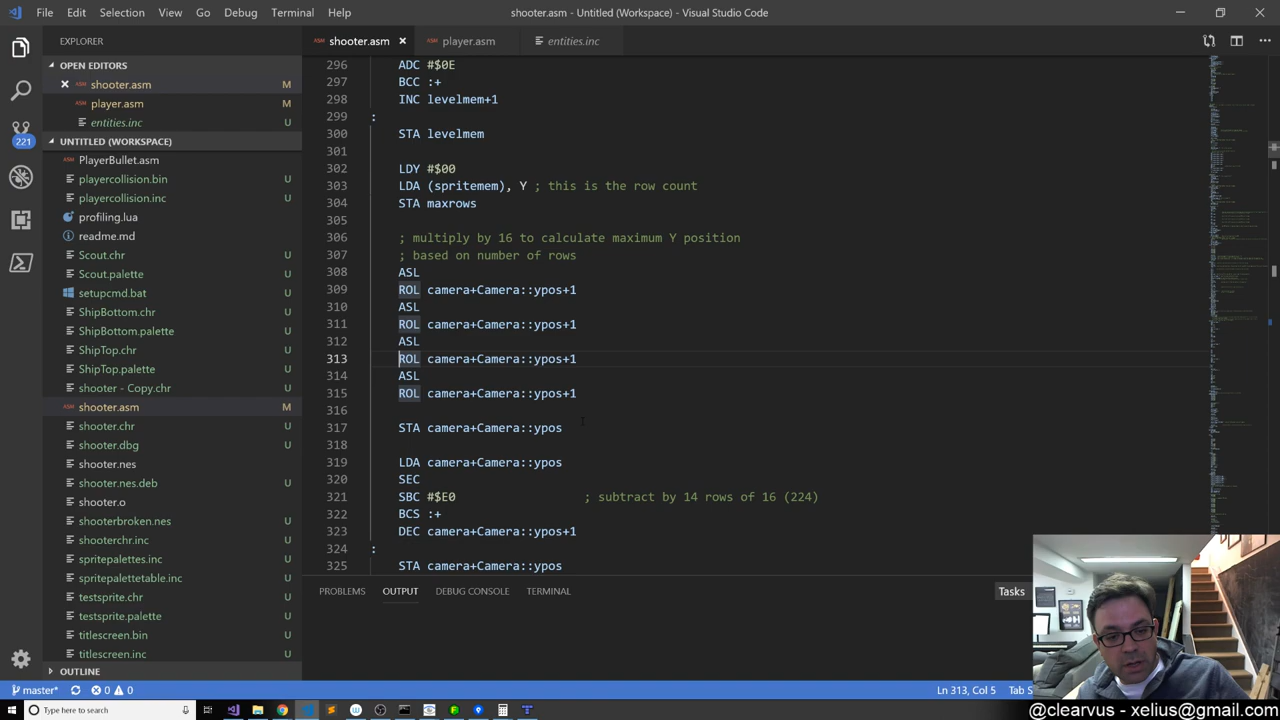 File Edit Selection View Go Debug Terminal Help
shooter.asm - Untitled (Workspace) - Visual Studio Code
EXPLORER
OPEN EDITORS
shooter.asm M
player.asm M
entities.inc U
221
UNTITLED (WORKSPACE)
PlayerBullet.asm
playercollision.bin U
playercollision.inc U
profiling.lua
readme.md
Scout.chr U
Scout.palette U
setupcmd.bat U
ShipBottom.chr U
ShipBottom.palette U
ShipTop.chr U
ShipTop.palette U
shooter - Copy.chr U
shooter.asm M
shooter.chr U
shooter.dbg U
shooter.nes
shooter.nes.deb U
shooter.o
shooterbroken.nes U
shooterchr.inc U
spritepalettes.inc U
spritepalettetable.inc U
testsprite.chr U
testsprite.palette U
titlescreen.bin U
titlescreen.inc U
OUTLINE
shooter.asm player.asm entities.inc
296 ADC #$0E
297 BCC :+
298 INC levelmem+1
299 :
300 STA levelmem
301
302 LDY #$00
303 LDA (spritemem), Y ; this is the row count
304 STA maxrows
305
306 ; multiply by 1 to calculate maximum Y position
307 ; based on number of rows
308 ASL
309 ROL camera+Camera::ypos+1
310 ASL
311 ROL camera+Camera::ypos+1
312 ASL
313 ROL camera+Camera::ypos+1
314 ASL
315 ROL camera+Camera::ypos+1
316
317 STA camera+Camera::ypos
318
319 LDA camera+Camera::ypos
320 SEC
321 SBC #$E0 ; subtract by 14 rows of 16 (224)
322 BCS :+
323 DEC camera+Camera::ypos+1
324 :
325 STA camera+Camera::ypos
PROBLEMS OUTPUT DEBUG CONSOLE TERMINAL
Tasks
master* 0 0
Ln 313, Col 5 Tab S
Type here to search
@clearvus - xelius@gmail.com